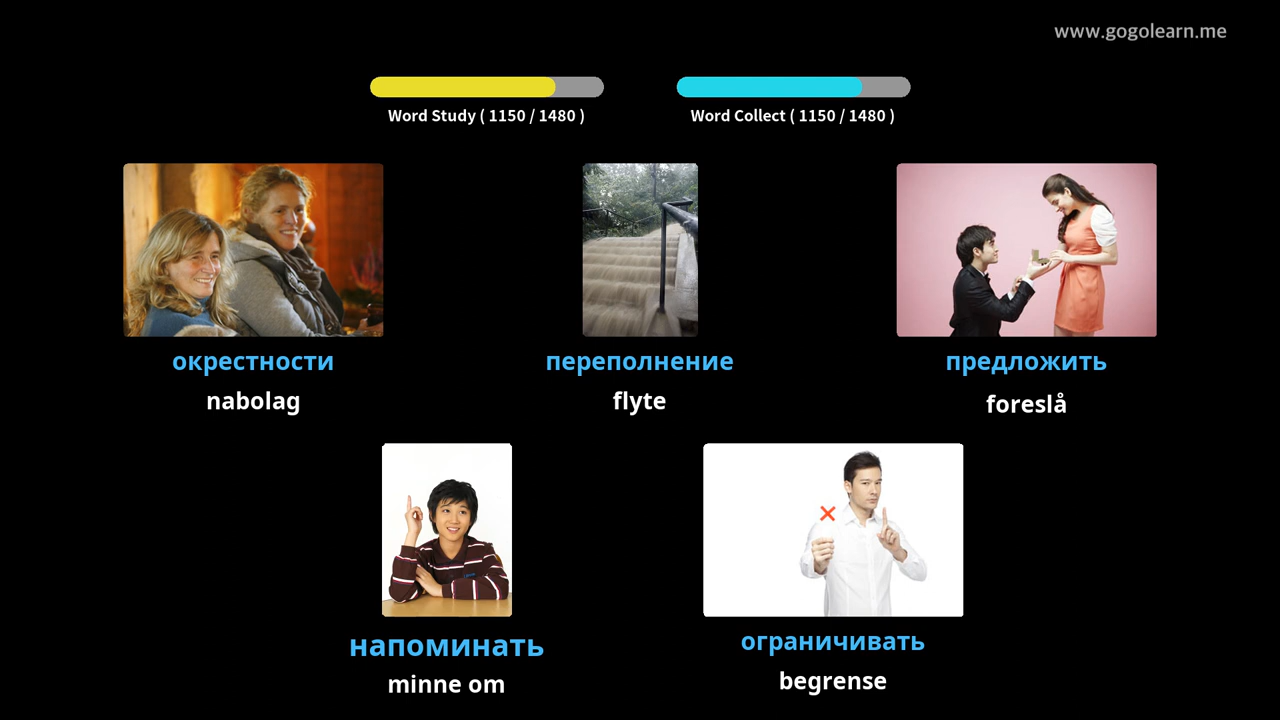 www.gogolearn.me
Word Study ( 1150 / 1480 )
Word Collect ( 1150 / 1480 )
окрестности
nabolag
переполнение
flyte
предложить
foreslå
напоминать
minne om
ограничивать
begrense